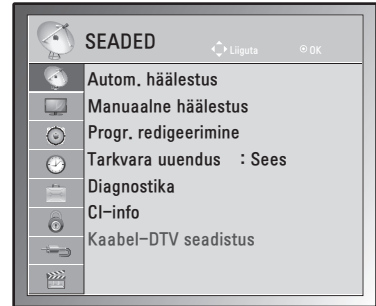 SEADED
Liiguta OK
Autom. häälestus
Manuaalne häälestus
Progr. redigeerimine
Tarkvara uuendus : Sees
Diagnostika
CI-info
Kaabel-DTV seadistus